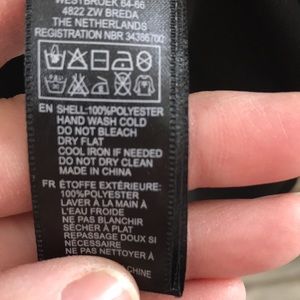 WESTBROEK 64-66
4822 ZW BREDA
THE NETHERLANDS
REGISTRATION NBR 34386700
EN SHELL:100%POLYESTER
HAND WASH COLD
DO NOT BLEACH
DRY FLAT
COOL IRON IF NEEDED
DO NOT DRY CLEAN
MADE IN CHINA
FR ÉTOFFE EXTÉRIEURE:
100%POLYESTER
LAVER À LA MAIN À
L'EAU FROIDE
NE PAS BLANCHIR
SÉCHER À PLAT
REPASSAGE DOUX SI
NÉCESSAIRE
NE PAS NETTOYER À
CHINE